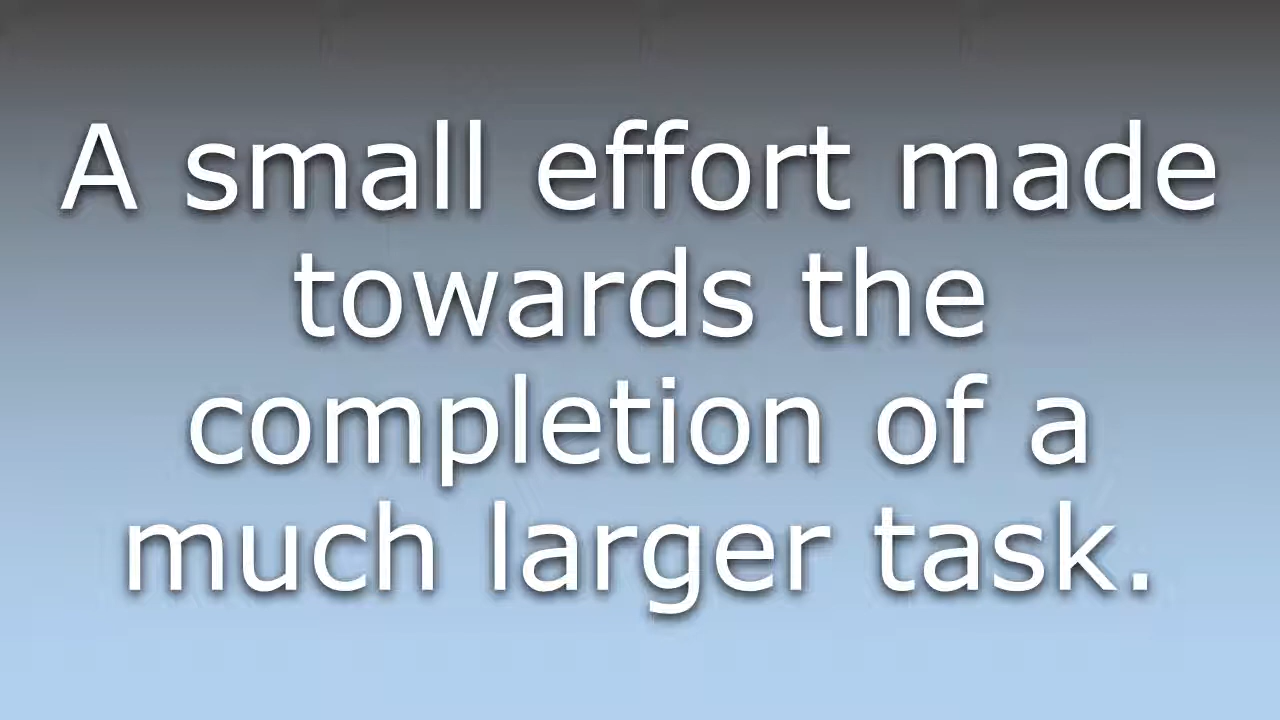 A small effort made
towards the
completion of a
much larger task.